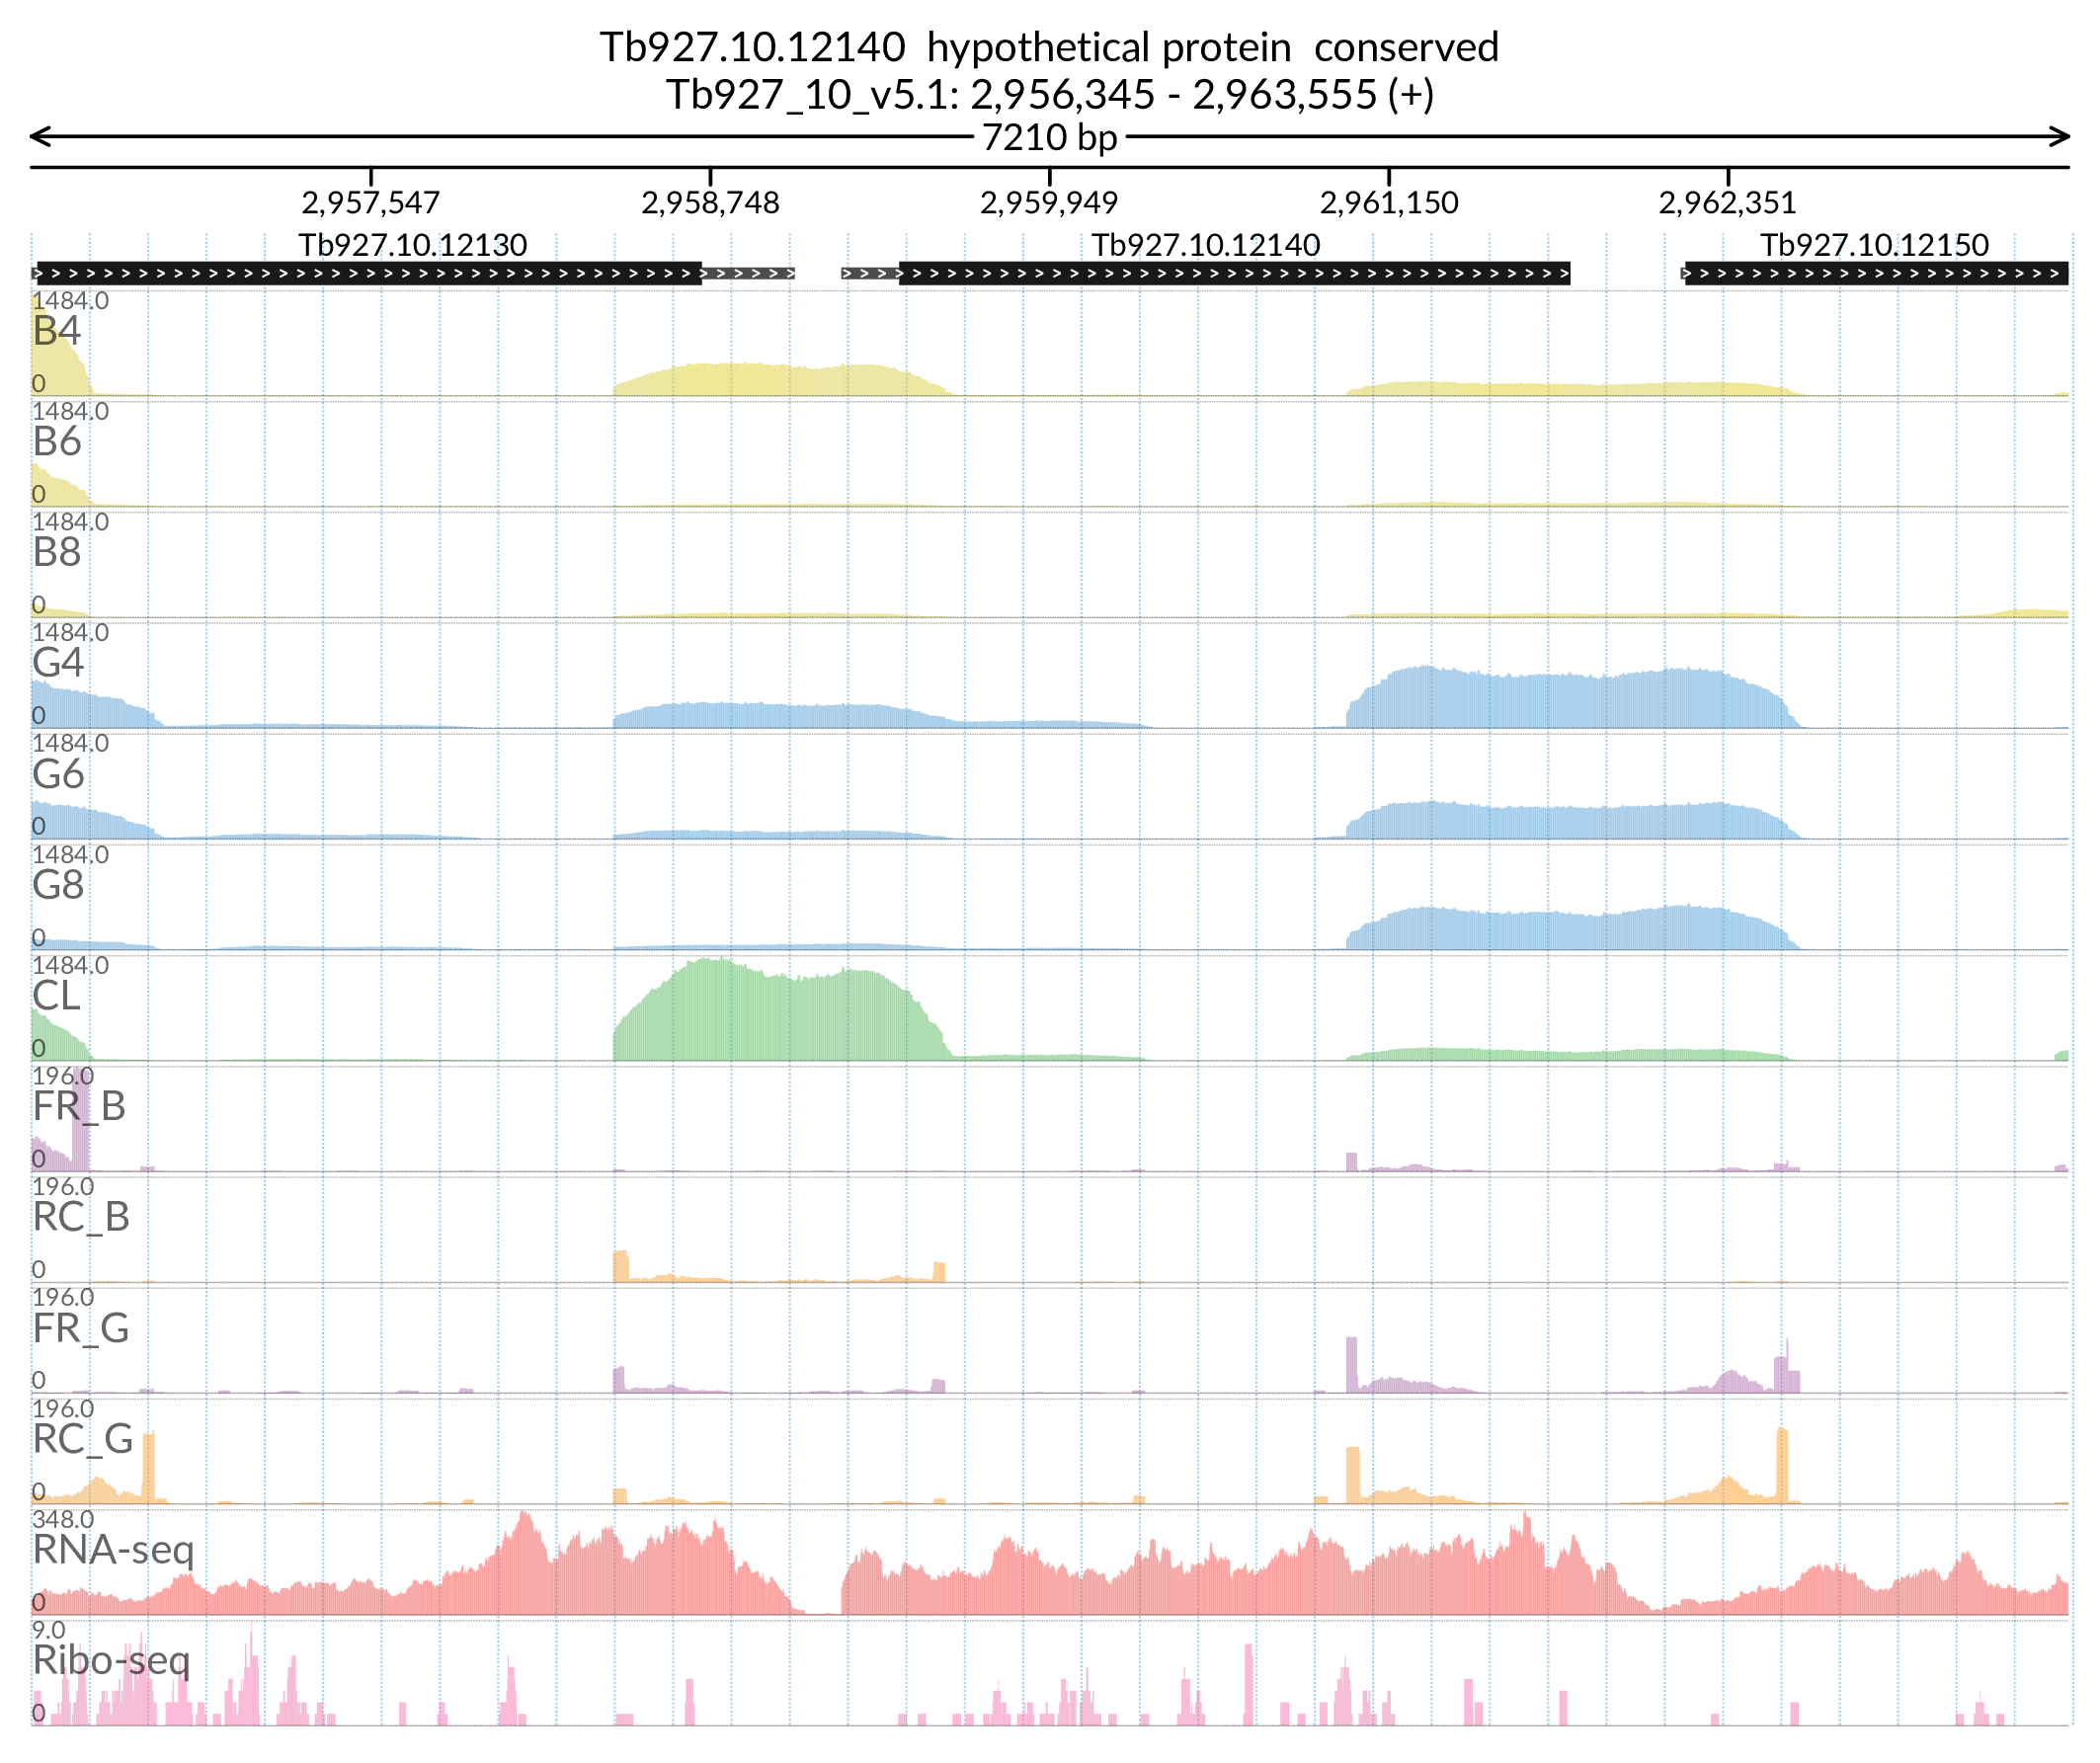 Tb927.10.12140 hypothetical protein conserved
Tb927_10_v5.1: 2,956,345 - 2,963,555 (+)
7210 bp
2,957,547 2,958,748 2,959,949 2,961,150 2,962,351
Tb927.10.12130 Tb927.10.12140 Tb927.10.12150
1484.0
B4
0
1484.0
B6
0
1484.0
B8
0
1484.0
G4
0
1484.0
G6
0
1484.0
G8
0
1484.0
CL
0
196.0
FR_B
0
196.0
RC_B
0
196.0
FR_G
0
196.0
RC_G
0
348.0
RNA-seq
0
9.0
Ribo-seq
0